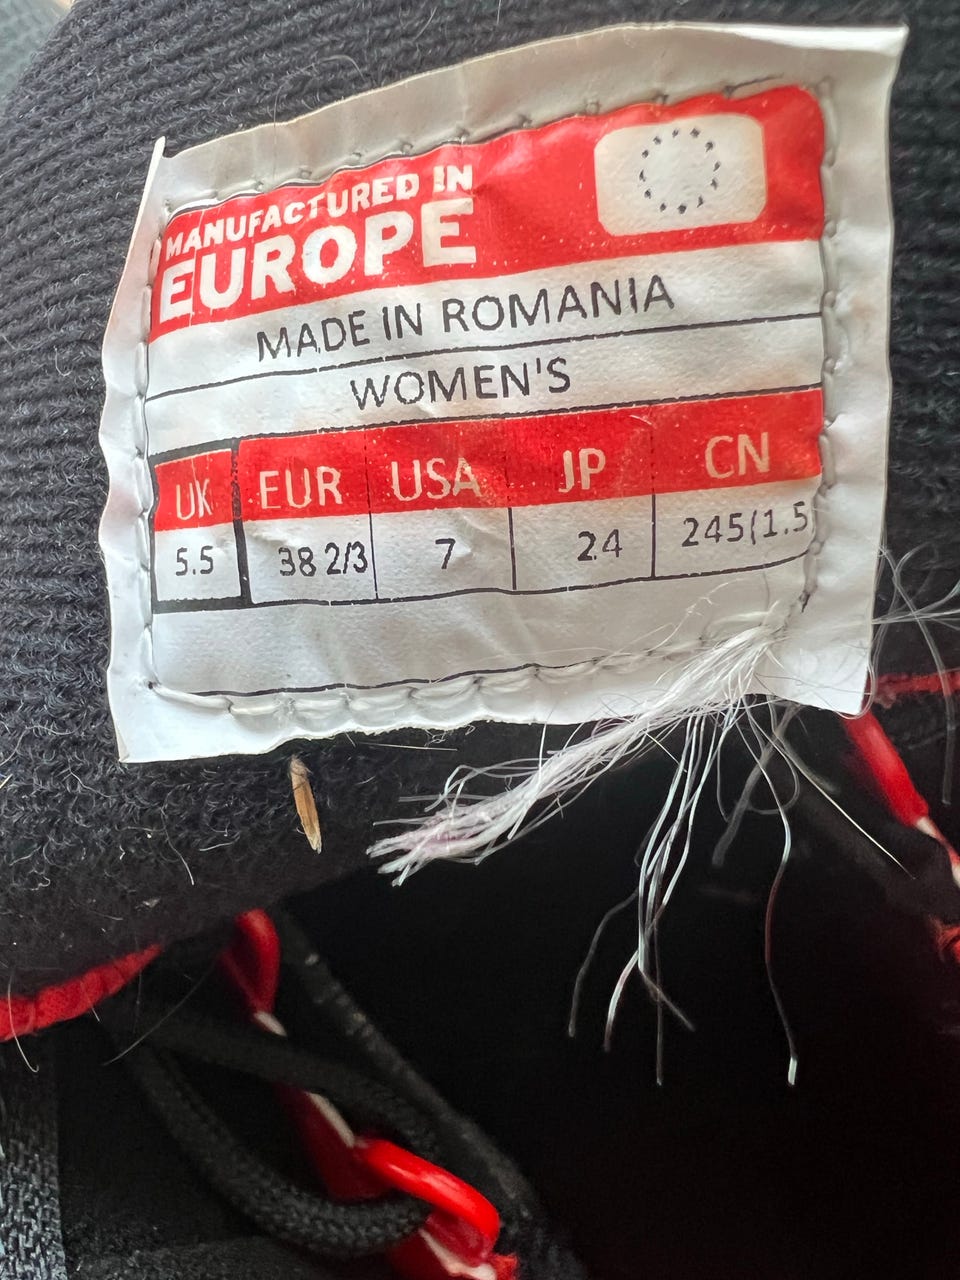 MANUFACTURED IN
EUROPE
MADE IN ROMANIA
WOMEN'S
UK EUR USA JP CN
5.5 38 2/3 7 24 245(1.5